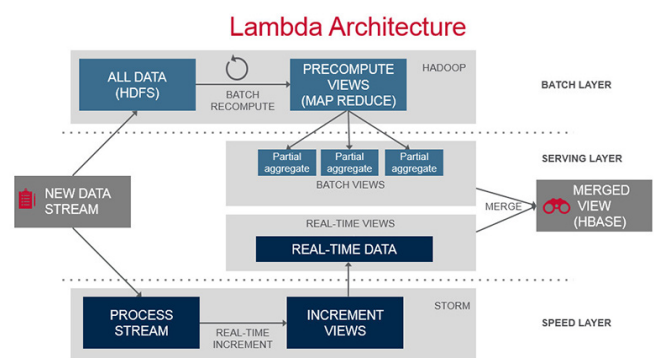 Lambda Architecture
ALL DATA
(HDFS)
BATCH
RECOMPUTE
PRECOMPUTE
VIEWS
(MAP REDUCE)
HADOOP
BATCH LAYER
Partial
aggregate
Partial
aggregate
Partial
aggregate
BATCH VIEWS
SERVING LAYER
NEW DATA
STREAM
MERGE
MERGED
VIEW
(HBASE)
REAL-TIME VIEWS
REAL-TIME DATA
PROCESS
STREAM
REAL-TIME
INCREMENT
INCREMENT
VIEWS
STORM
SPEED LAYER